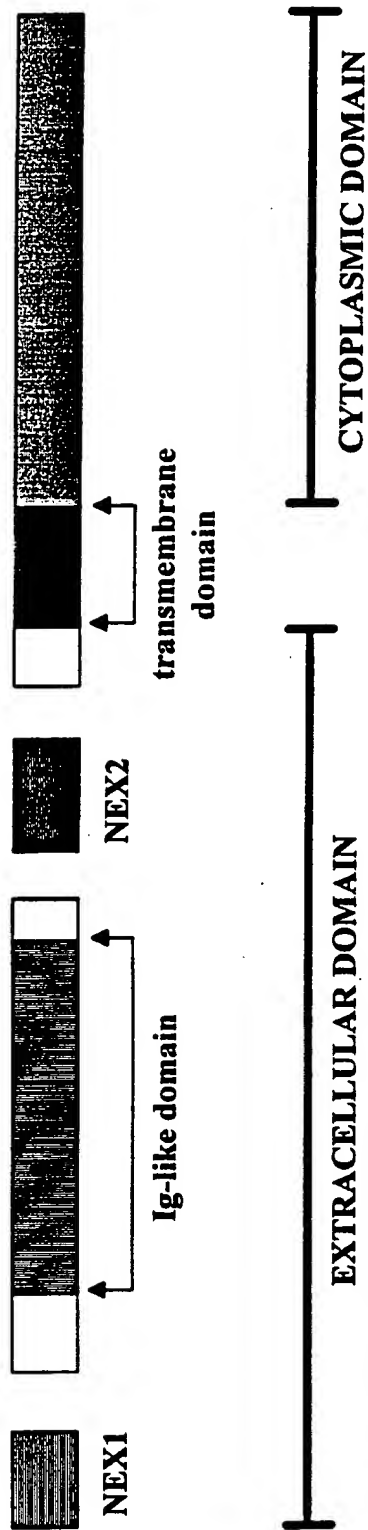 NEX1
Ig-like domain
NEX2
transmembrane
domain
EXTRACELLULAR DOMAIN
CYTOPLASMIC DOMAIN